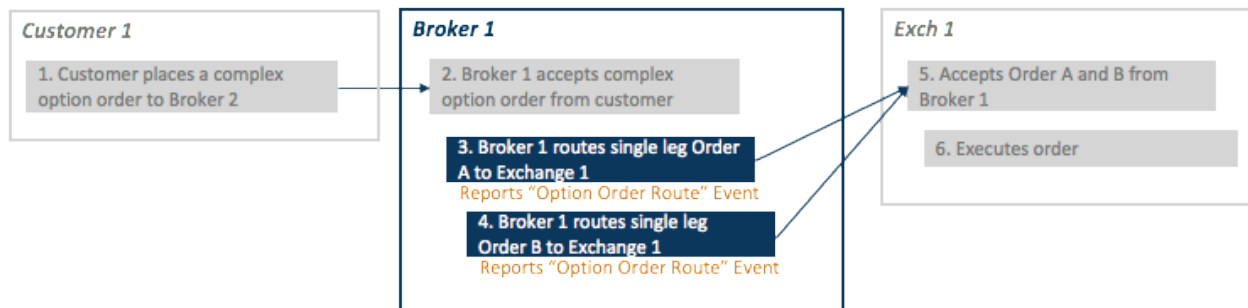 Customer 1
1. Customer places a complex
option order to Broker 2
Broker 1
2. Broker 1 accepts complex
option order from customer
3. Broker 1 routes single leg Order
A to Exchange 1
Reports “Option Order Route” Event
4. Broker 1 routes single leg
Order B to Exchange 1
Reports “Option Order Route” Event
Exch 1
5. Accepts Order A and B from
Broker 1
6. Executes order